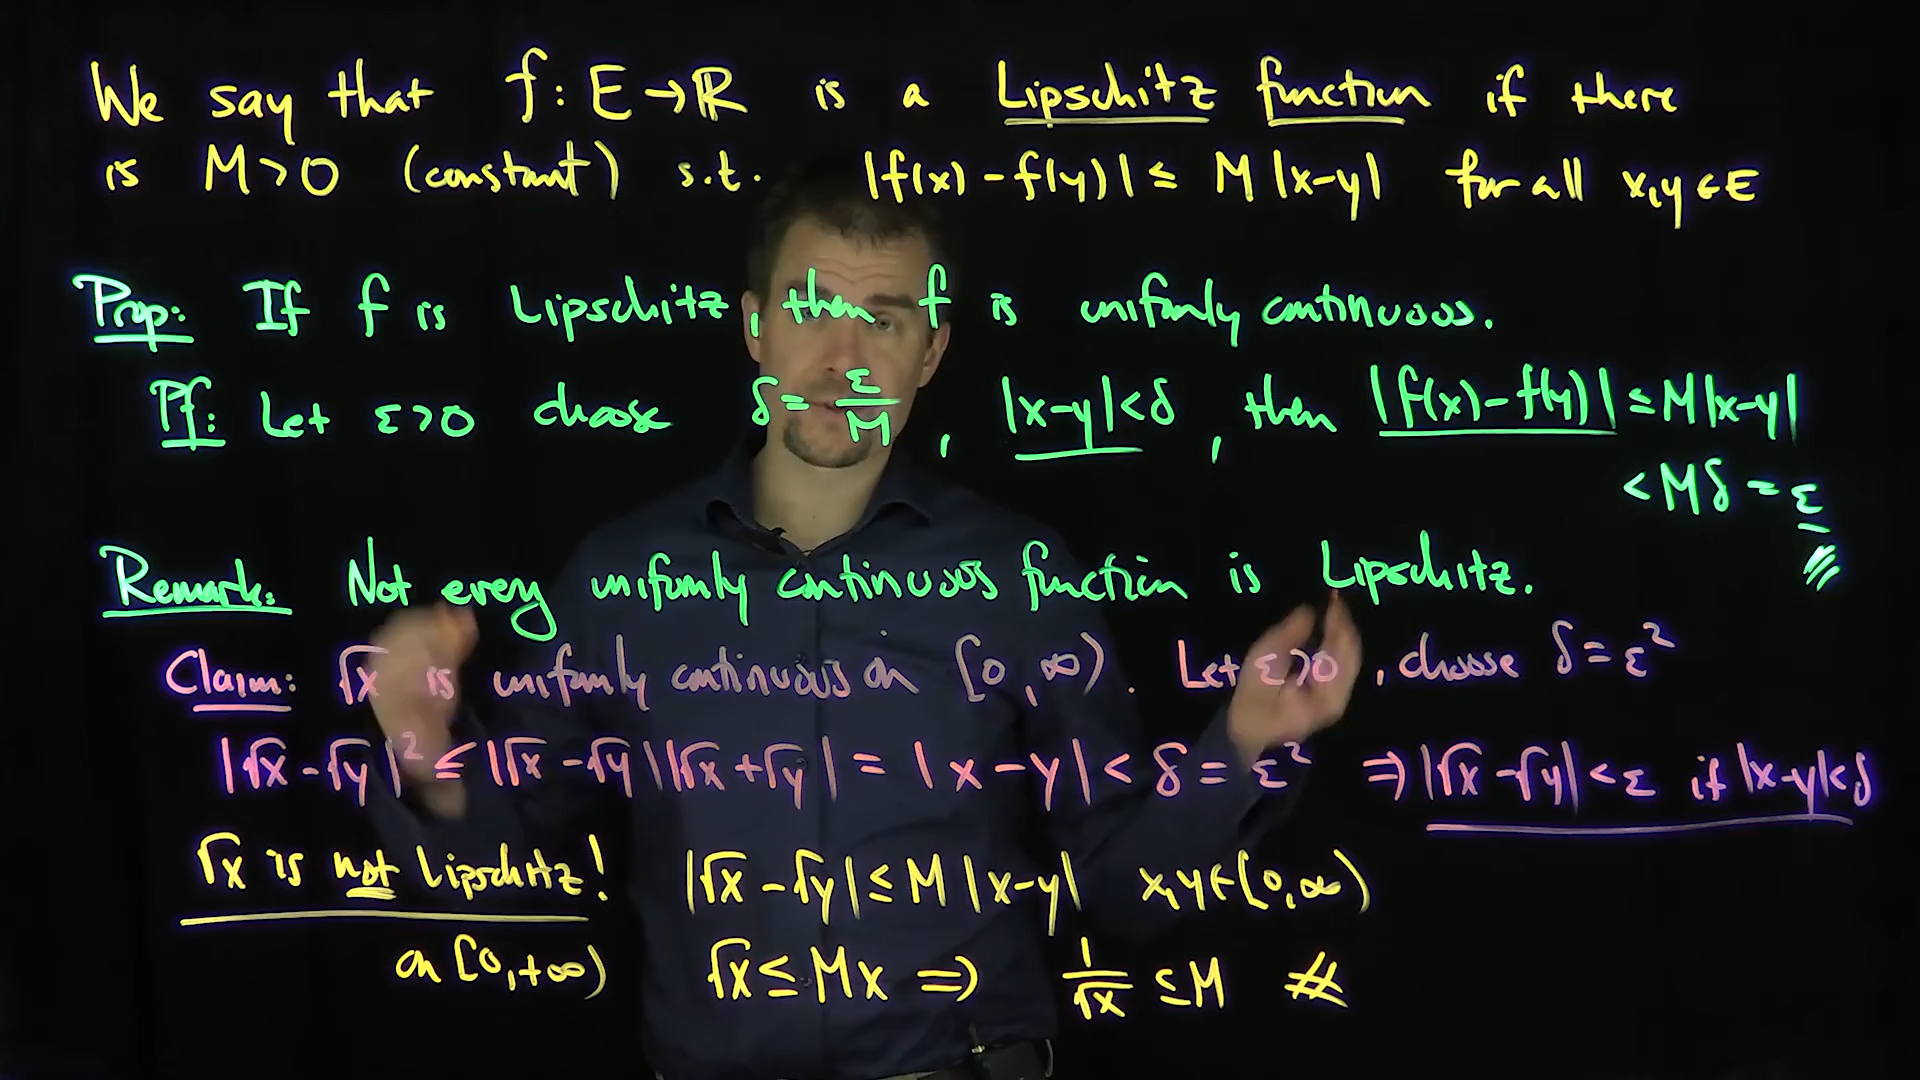 We say that f: E → ℝ is a Lipschitz function if there
is M>0 (constant) s.t. |f(x) - f(y)| ≤ M |x-y| for all x,y ∈ E
Prop: If f is Lipschitz, then f is uniformly continuous.
Pf: Let ε>0 choose δ = ε/M, |x-y|<δ, then |f(x)-f(y)| ≤ M|x-y|
< Mδ = ε
Remark: Not every uniformly continuous function is Lipschitz.
Claim: √x is uniformly continuous on [0,∞). Let ε>0, choose δ = ε²
|√x - √y|² ≤ |√x - √y||√x + √y| = |x-y| < δ = ε² ⇒ |√x - √y| < ε if |x-y|<δ
√x is not Lipschitz! |√x - √y| ≤ M |x-y| x,y ∈ [0,∞)
on [0,+∞) √x ≤ Mx ⇒ 1/√x ≤ M ※